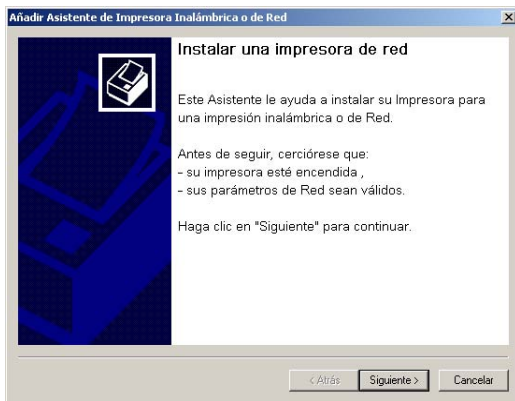 Añadir Asistente de Impresora Inalámbrica o de Red
Instalar una impresora de red
Este Asistente le ayuda a instalar su Impresora para
una impresión inalámbrica o de Red.
Antes de seguir, cerciórese que:
- su impresora esté encendida ,
- sus parámetros de Red sean válidos.
Haga clic en "Siguiente" para continuar.
< Atrás Siguiente > Cancelar